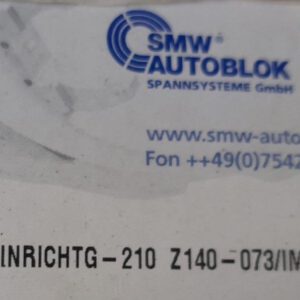 SMW®
AUTOBLOK
SPANNSYSTEME GmbH
www.smw-auto
Fon ++49(0)7542
INRICHTG-210 Z140-073/IM